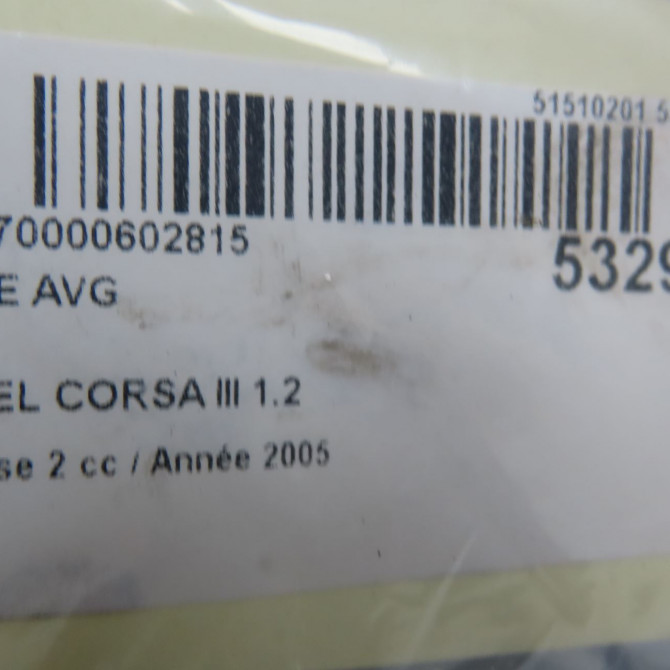 51510201.5
70000602815
5329
E AVG
EL CORSA III 1.2
se 2 cc / Année 2005